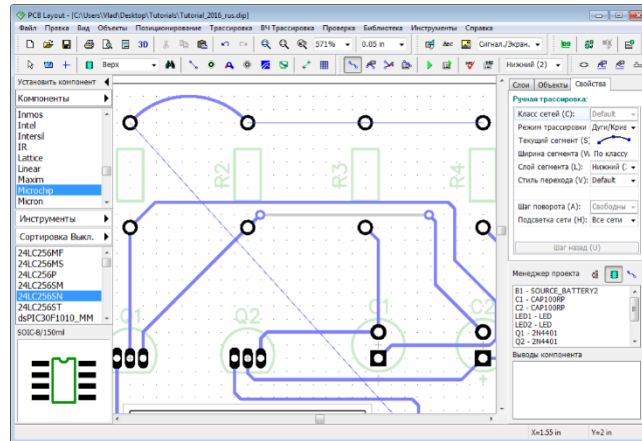 PCB Layout - [C:\Users\Vlad\Desktop\Tutorials\Tutorial_2016_rus.dip]
Файл Правка Вид Объекты Позиционирование Трассировка ВЧ Трассировка Проверка Библиотека Инструменты Справка
3D 571% 0.05 in Abc Сигнал./Экран.
Верх Нижний (2)
Установить компонент
Компоненты
Inmos
Intel
Intersil
IR
Lattice
Linear
Maxim
Microchip
Micron
Инструменты
Сортировка Выкл.
24LC256MF
24LC256MS
24LC256P
24LC256SM
24LC256SN
24LC256ST
dsPIC30F1010_MM
SOIC-8/150mil
R2
R3
R4
Q1
Q2
C1
C2
Слои Объекты Свойства
Ручная трассировка:
Класс сетей (C): Default
Режим трассировки Дуги/Криве
Текущий сегмент (S
Ширина сегмента (W По классу
Слой сегмента (L): Нижний (2
Стиль перехода (V): Default
Шаг поворота (A): Свободны
Подсветка сети (H): Все сети
Шаг назад (U)
Менеджер проекта
B1 - SOURCE_BATTERY2
C1 - CAP100RP
C2 - CAP100RP
LED1 - LED
LED2 - LED
Q1 - 2N4401
Q2 - 2N4401
Выводы компонента
X=1.55 in Y=2 in